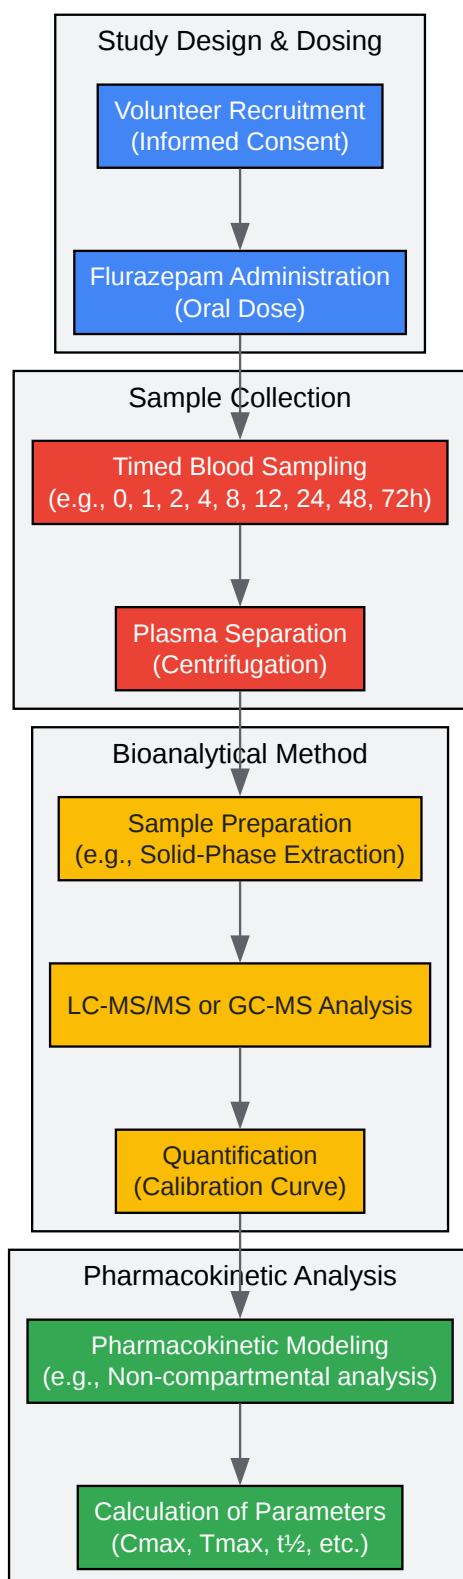 Study Design & Dosing
Volunteer Recruitment
(Informed Consent)
Flurazepam Administration
(Oral Dose)
Sample Collection
Timed Blood Sampling
(e.g., 0, 1, 2, 4, 8, 12, 24, 48, 72h)
Plasma Separation
(Centrifugation)
Bioanalytical Method
Sample Preparation
(e.g., Solid-Phase Extraction)
LC-MS/MS or GC-MS Analysis
Quantification
(Calibration Curve)
Pharmacokinetic Analysis
Pharmacokinetic Modeling
(e.g., Non-compartmental analysis)
Calculation of Parameters
(Cmax, Tmax, t½, etc.)